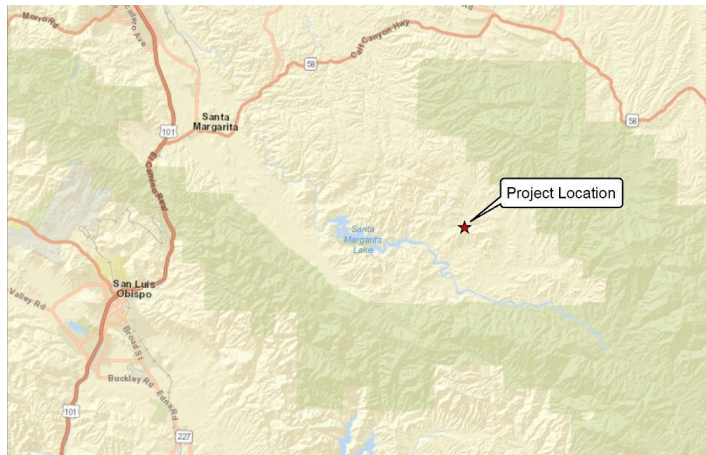 Morro Rd
Ave
Calf Canyon Hwy
58
Santa
Margarita
101
58
El Camino Real
Project Location
Santa
Margarita
Lake
San Luis
Obispo
Valley Rd
Broad St
Buckley Rd
Edna Rd
101
227